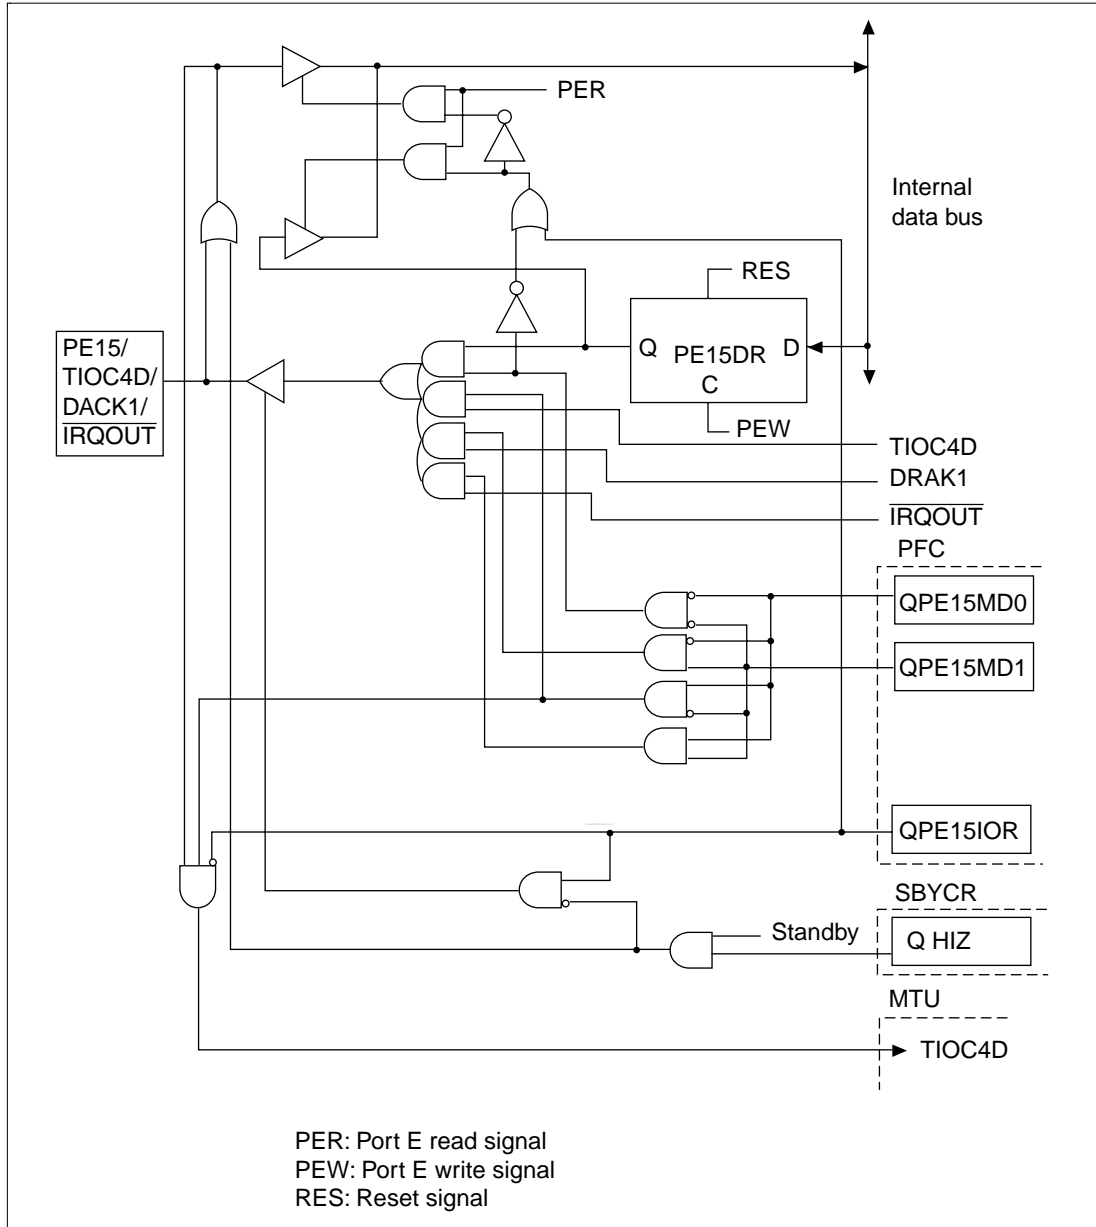 PER
Internal
data bus
RES
Q PE15DR D
C
PEW
PE15/
TIOC4D/
DACK1/
IRQOUT
TIOC4D
DRAK1
IRQOUT
PFC
QPE15MD0
QPE15MD1
QPE15IOR
SBYCR
Standby
Q HIZ
MTU
TIOC4D
PER: Port E read signal
PEW: Port E write signal
RES: Reset signal